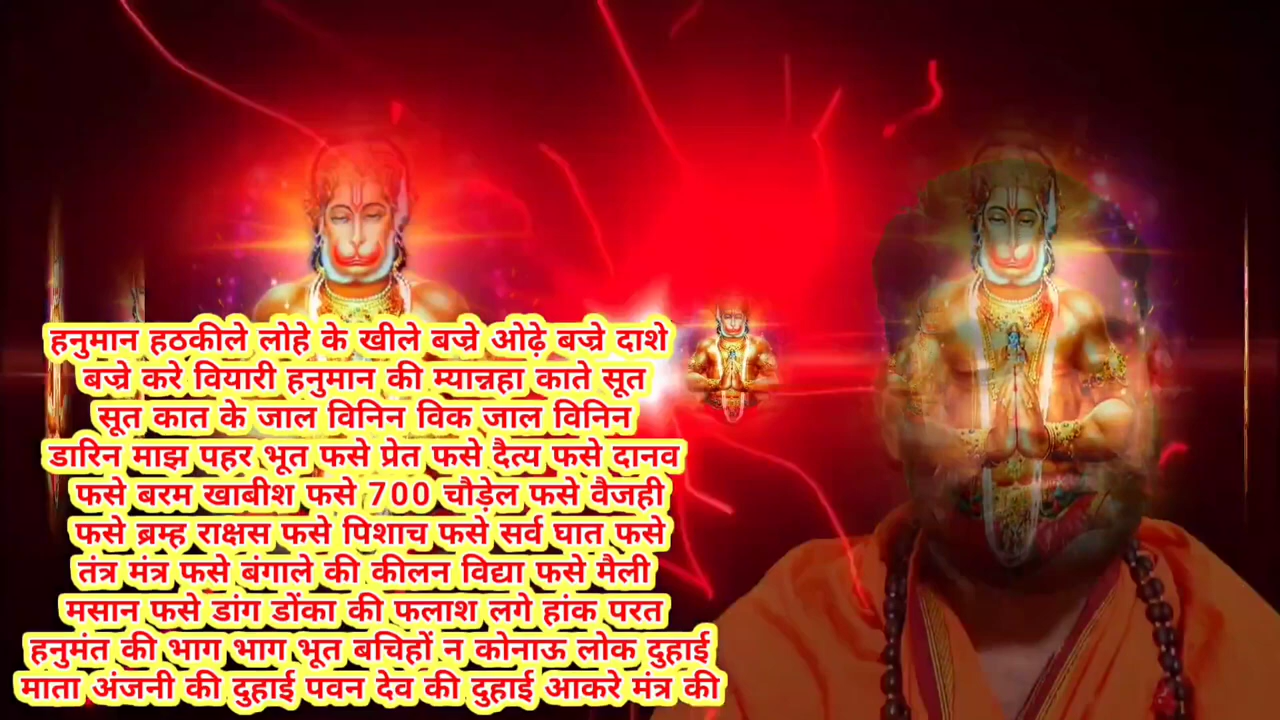 हनुमान हठकीले लोहे के खीले बज्रे ओढ़े बज्रे दाशे
बज्रे करे वियारी हनुमान की म्यान्नहा काते सूत
सूत कात के जाल विनिन विक जाल विनिन
डारिन माझ पहर भूत फसे प्रेत फसे दैत्य फसे दानव
फसे बरम खाबीश फसे 700 चौड़ेल फसे वैजही
फसे ब्रम्ह राक्षस फसे पिशाच फसे सर्व घात फसे
तंत्र मंत्र फसे बंगाले की कीलन विद्या फसे मैली
मसान फसे डांग डोंका की फलाश लगे हांक परत
हनुमंत की भाग भाग भूत बचिहों न कोनाऊ लोक दुहाई
माता अंजनी की दुहाई पवन देव की दुहाई आकरे मंत्र की